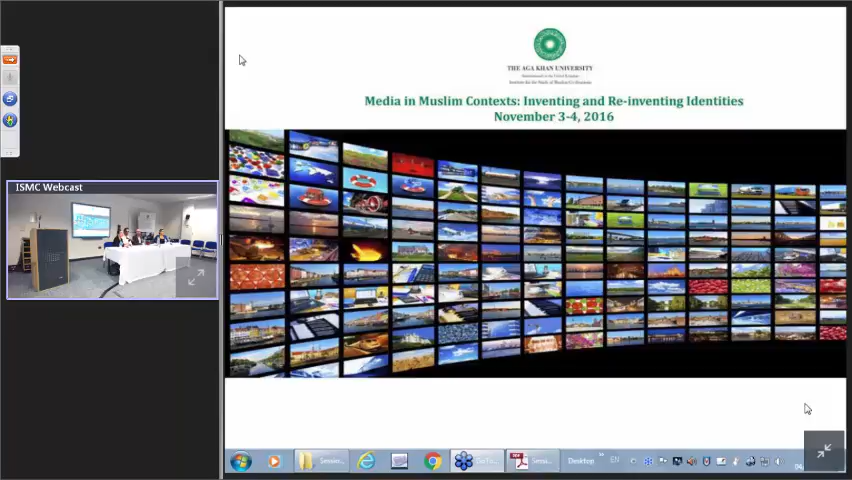 ISMC Webcast
THE AGA KHAN UNIVERSITY
Media in Muslim Contexts: Inventing and Re-inventing Identities
November 3-4, 2016
Desktop
EN